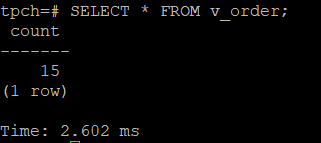 tpch=# SELECT * FROM v_order;
count
-------
15
(1 row)
Time: 2.602 ms